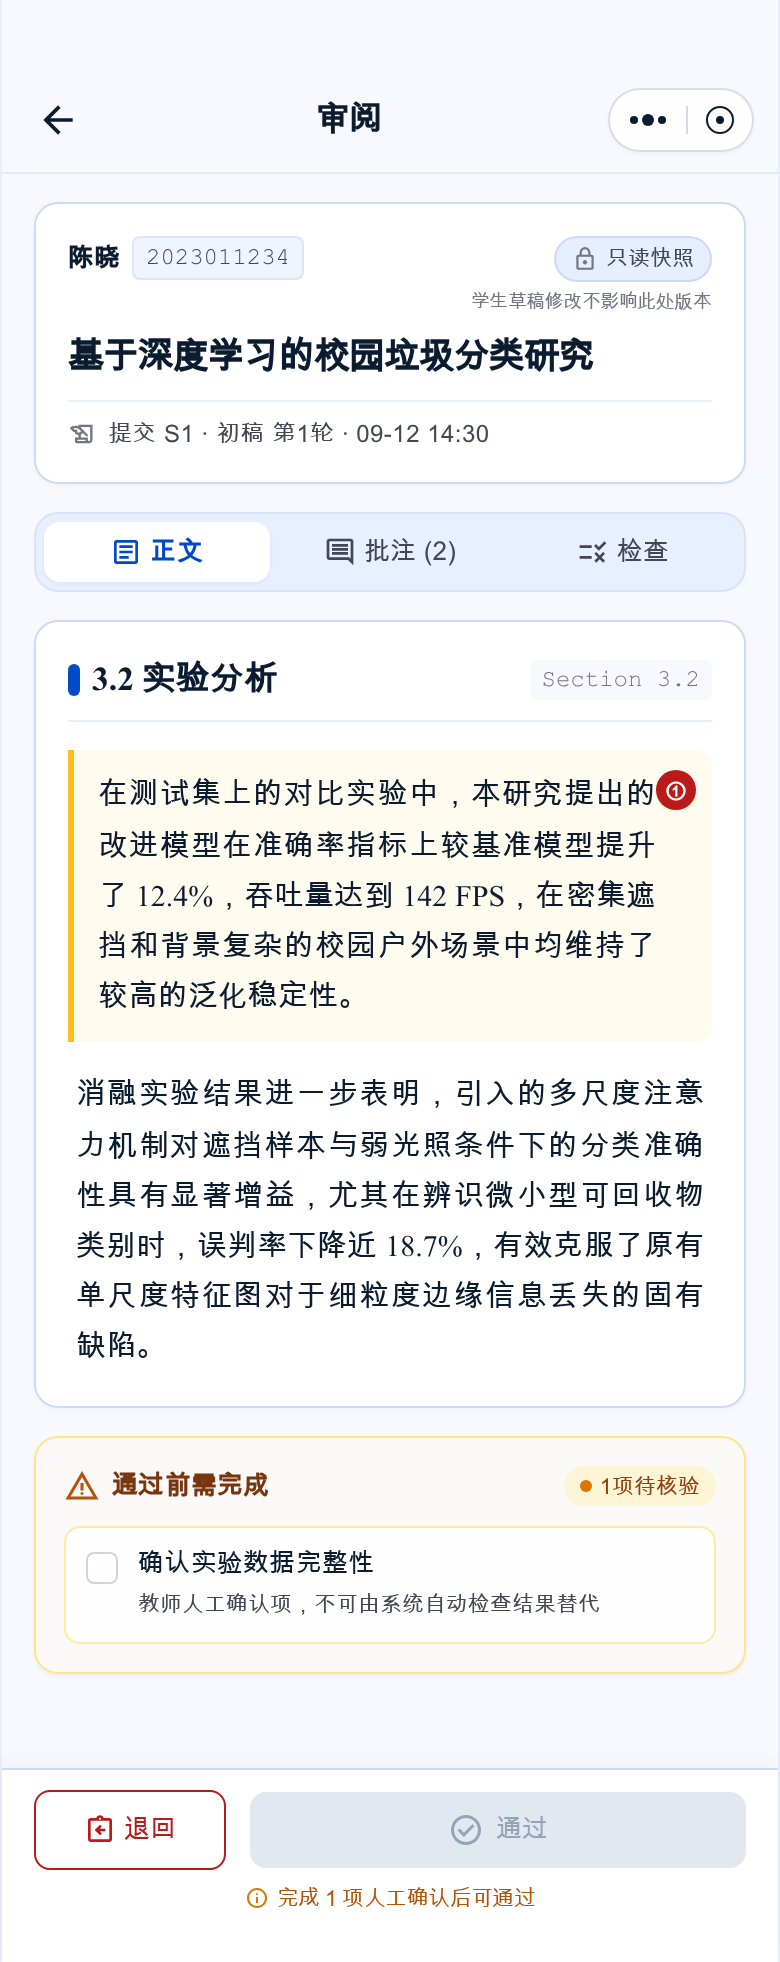 审阅
陈晓 2023011234 只读快照
学生草稿修改不影响此处版本
基于深度学习的校园垃圾分类研究
提交 S1 · 初稿 第1轮 · 09-12 14:30
正文 批注 (2) 检查
3.2 实验分析 Section 3.2
在测试集上的对比实验中，本研究提出的 ①
改进模型在准确率指标上较基准模型提升
了 12.4%，吞吐量达到 142 FPS，在密集遮
挡和背景复杂的校园户外场景中均维持了
较高的泛化稳定性。
消融实验结果进一步表明，引入的多尺度注意
力机制对遮挡样本与弱光照条件下的分类准确
性具有显著增益，尤其在辨识微小型可回收物
类别时，误判率下降近 18.7%，有效克服了原有
单尺度特征图对于细粒度边缘信息丢失的固有
缺陷。
通过前需完成 1项待核验
确认实验数据完整性
教师人工确认项，不可由系统自动检查结果替代
退回 通过
完成 1 项人工确认后可通过